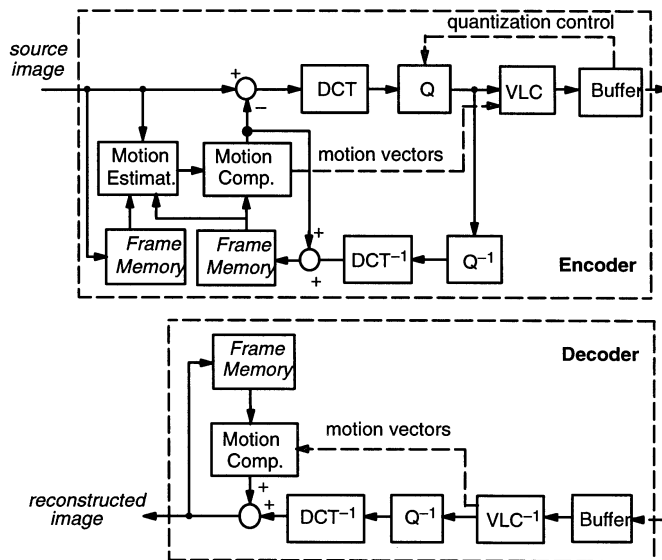 quantization control
source
image
+
−
DCT
Q
VLC
Buffer
Motion
Estimat.
Motion
Comp.
motion vectors
Frame
Memory
Frame
Memory
+
+
DCT⁻¹
Q⁻¹
Encoder
Frame
Memory
Decoder
Motion
Comp.
motion vectors
+
+
reconstructed
image
DCT⁻¹
Q⁻¹
VLC⁻¹
Buffer